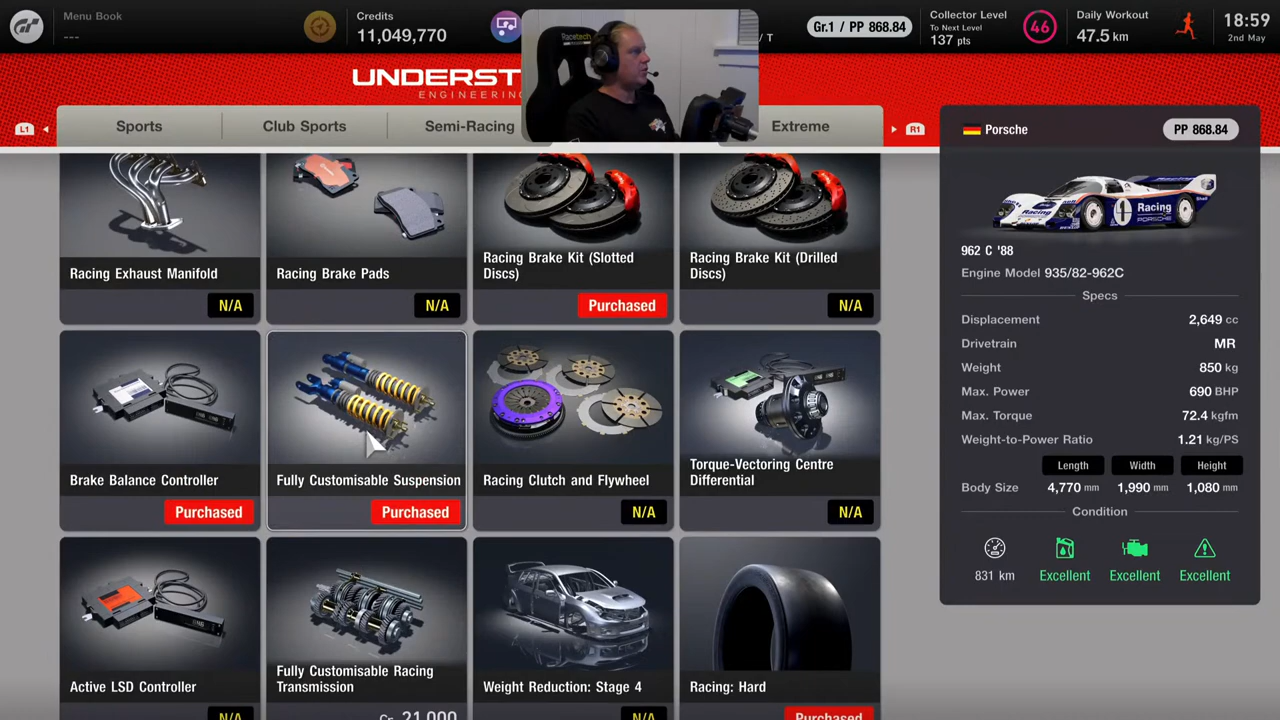 Menu Book
---
Credits
11,049,770
/ T
Gr.1 / PP 868.84
Collector Level
To Next Level
137 pts
46
Daily Workout
47.5 km
18:59
2nd May
UNDERST
ENGINEERING
L1
Sports
Club Sports
Semi-Racing
Extreme
R1
Racing Exhaust Manifold
N/A
Racing Brake Pads
N/A
Racing Brake Kit (Slotted
Discs)
Purchased
Racing Brake Kit (Drilled
Discs)
N/A
Brake Balance Controller
Purchased
Fully Customisable Suspension
Purchased
Racing Clutch and Flywheel
N/A
Torque-Vectoring Centre
Differential
N/A
Active LSD Controller
N/A
Fully Customisable Racing
Transmission
Cr. 21,000
Weight Reduction: Stage 4
N/A
Racing: Hard
Purchased
Porsche
PP 868.84
Racing
1
Racing
PORSCHE
962 C '88
Engine Model 935/82-962C
Specs
Displacement 2,649 cc
Drivetrain MR
Weight 850 kg
Max. Power 690 BHP
Max. Torque 72.4 kgfm
Weight-to-Power Ratio 1.21 kg/PS
Length Width Height
Body Size 4,770 mm 1,990 mm 1,080 mm
Condition
831 km Excellent Excellent Excellent